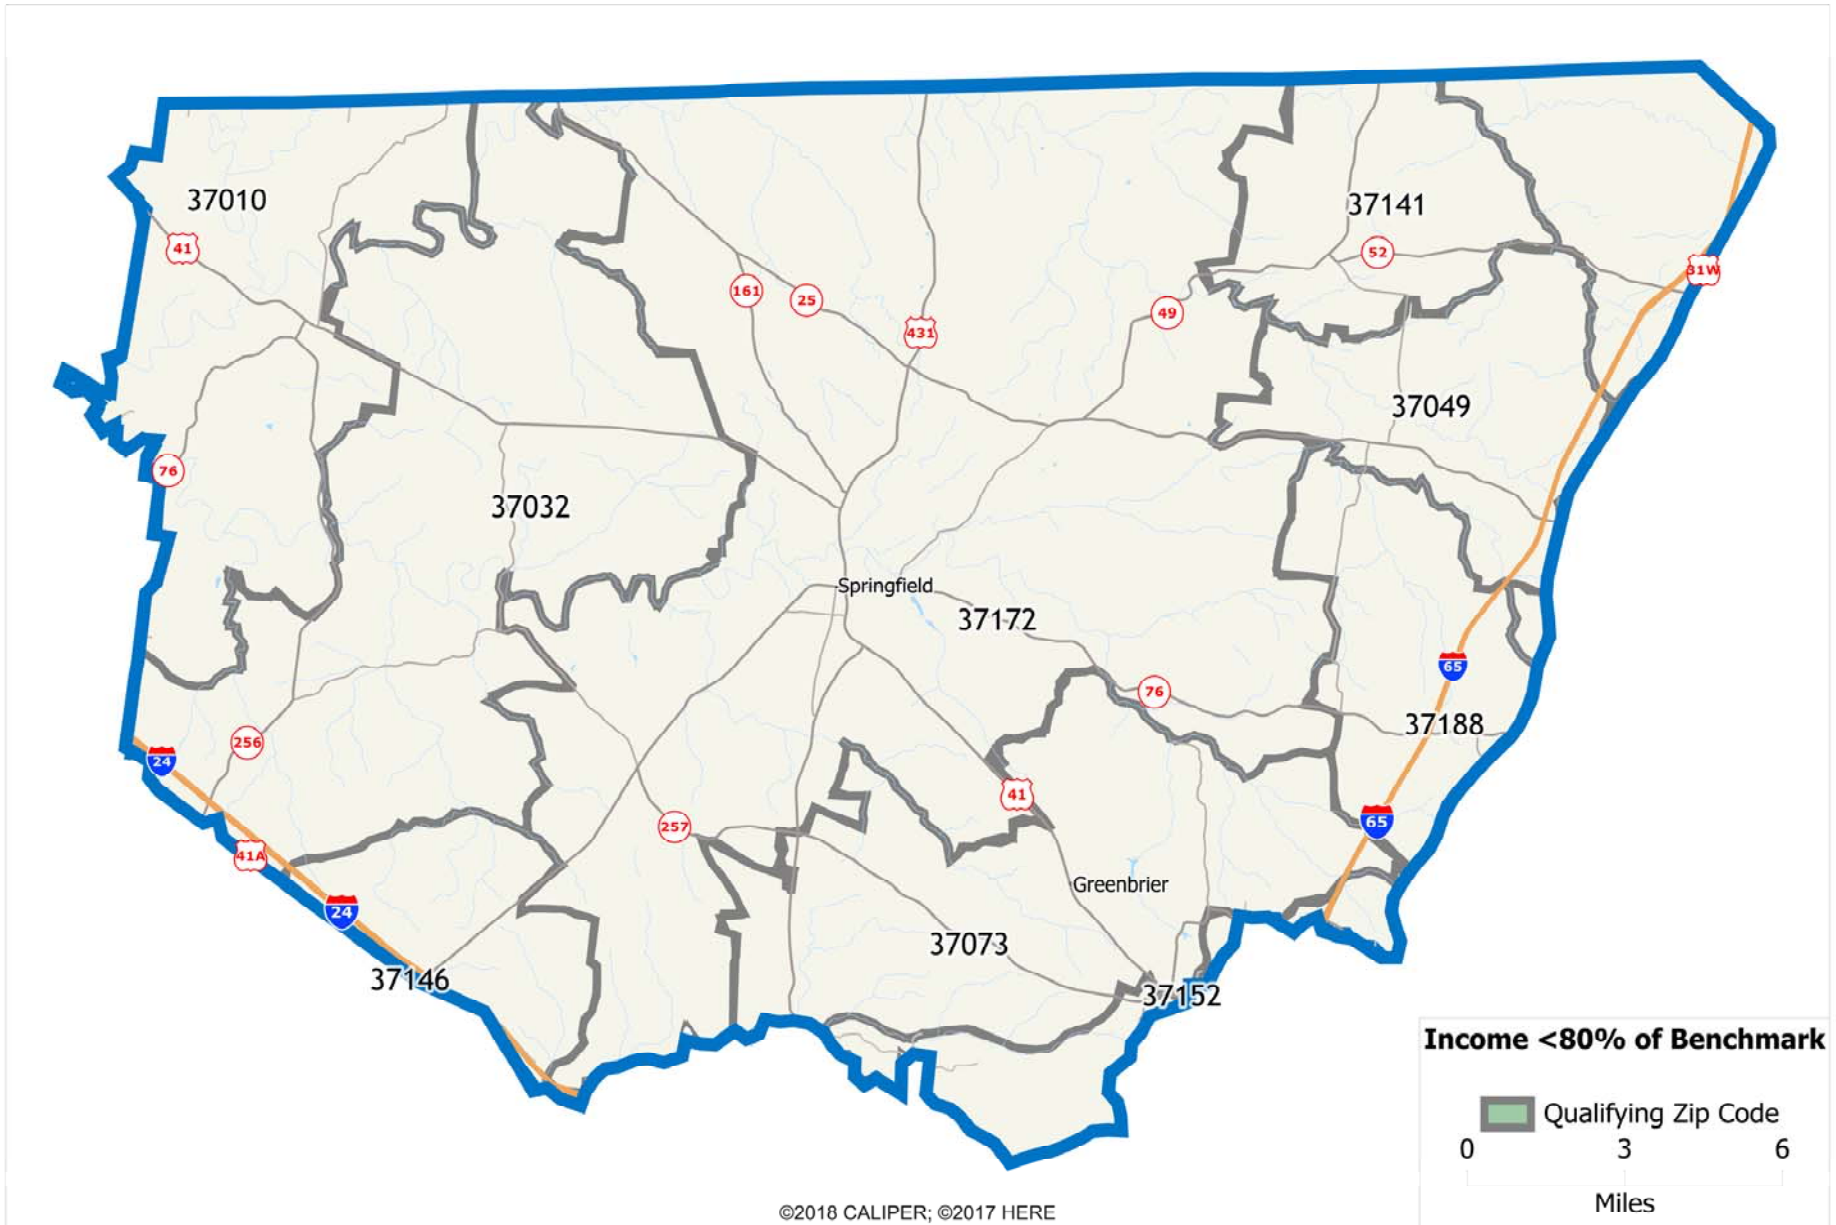 37010
37141
41
52
31W
161
25
49
431
37049
76
37032
Springfield
37172
65
76
37188
256
24
41
65
257
41A
Greenbrier
24
37073
37146
37152
Income <80% of Benchmark
Qualifying Zip Code
0 3 6
Miles
©2018 CALIPER; ©2017 HERE